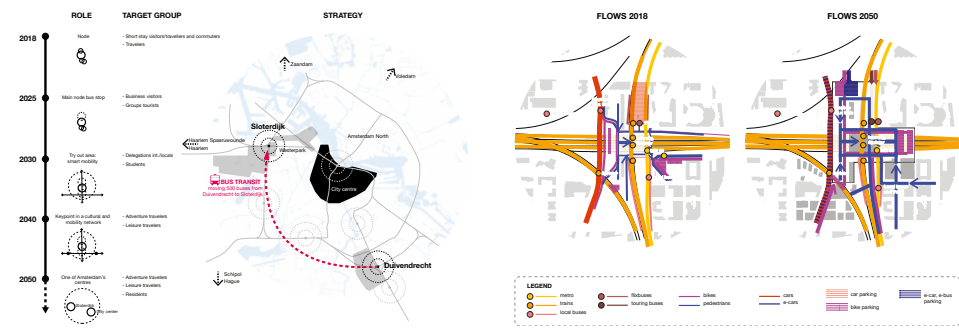 ROLE
TARGET GROUP
STRATEGY
2018
Node
- Short stay visitors/travellers and commuters
- Travelers
2025
Main node bus stop
- Business visitors
- Groups tourists
2030
Try out area:
smart mobility
- Delegations int./locals
- Students
2040
Keypoint in a cultural and
mobility network
- Adventure travelers
- Leisure travelers
2050
One of Amsterdam's
centres
- Adventure travelers
- Leisure travelers
- Residents
Sloterdijk
City center
Zaandam
Voledam
Sloterdijk
Haarlem Spaarnwoude
Haarlem
Westerpark
Amsterdam North
City centre
BUS TRANSIT
moving 500 buses from
Duivendrecht to Sloterdijk
Duivendrecht
Schipol
Hague
FLOWS 2018
FLOWS 2050
LEGEND
metro
trains
local buses
flixbuses
touring buses
bikes
pedestrians
cars
e-cars
car parking
bike parking
e-car, e-bus
parking